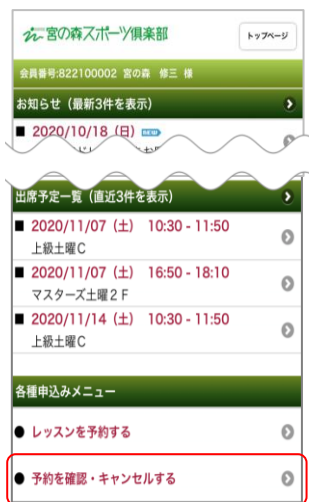 宮の森スポーツ倶楽部
トップページ
会員番号:822100002 宮の森 修三 様
お知らせ（最新3件を表示）
■ 2020/10/18（日） NEW
出席予定一覧（直近3件を表示）
■ 2020/11/07（土） 10:30 - 11:50
上級土曜C
■ 2020/11/07（土） 16:50 - 18:10
マスターズ土曜２F
■ 2020/11/14（土） 10:30 - 11:50
上級土曜C
各種申込みメニュー
● レッスンを予約する
● 予約を確認・キャンセルする